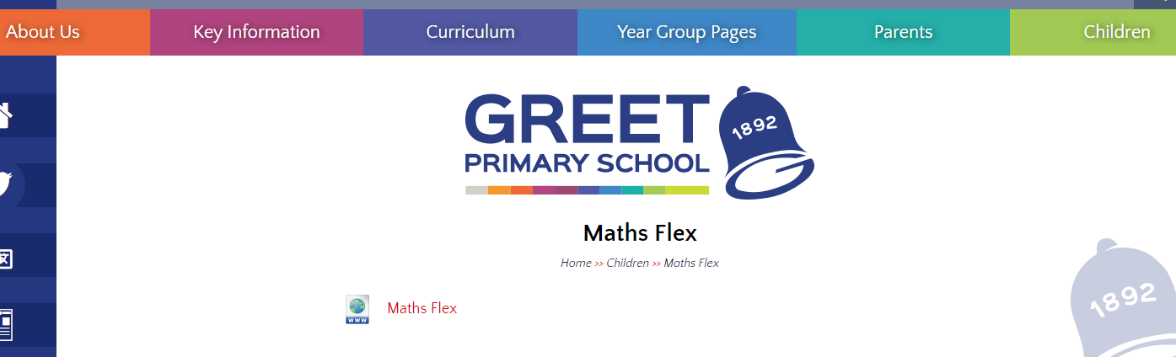 About Us Key Information Curriculum Year Group Pages Parents Children
GREET
1892
PRIMARY SCHOOL
Maths Flex
Home >> Children >> Maths Flex
WWW
Maths Flex
1892